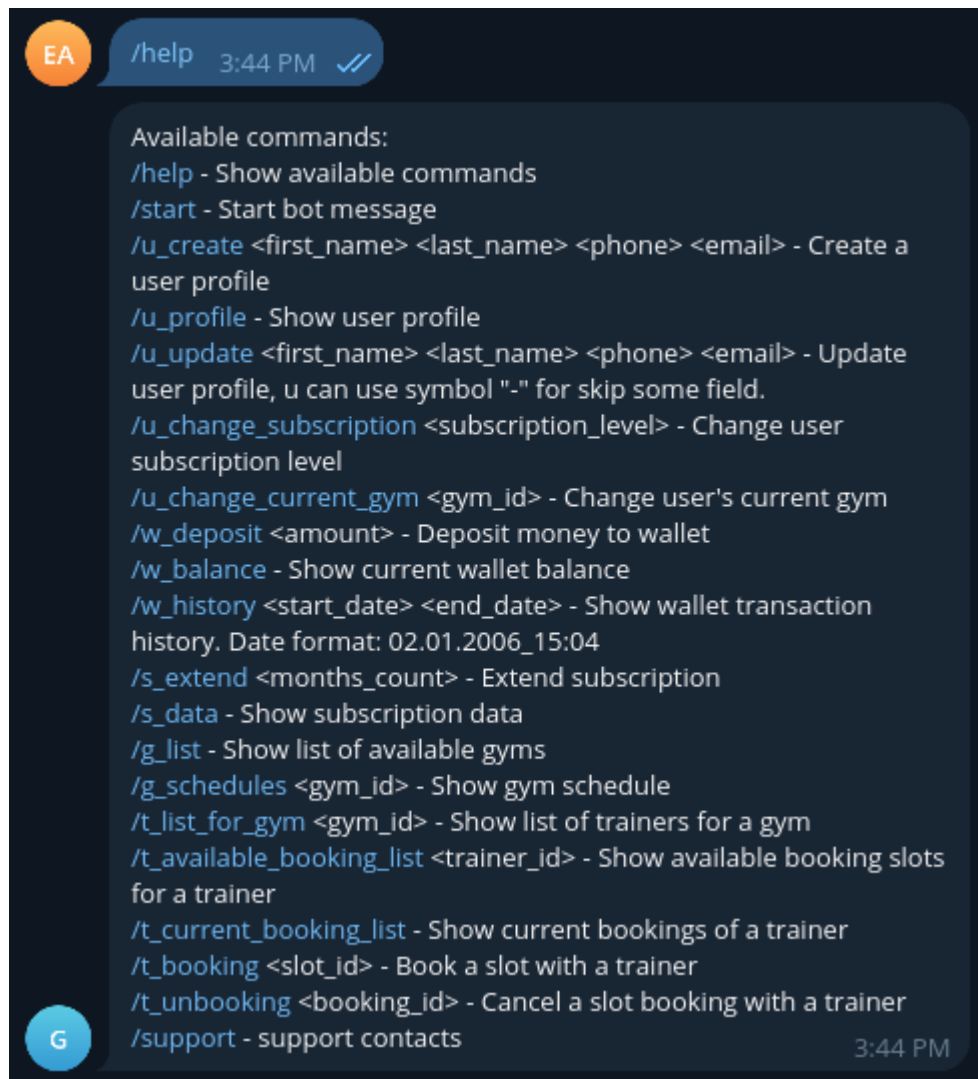 EA
/help 3:44 PM
Available commands:
/help - Show available commands
/start - Start bot message
/u_create <first_name> <last_name> <phone> <email> - Create a
user profile
/u_profile - Show user profile
/u_update <first_name> <last_name> <phone> <email> - Update
user profile, u can use symbol "-" for skip some field.
/u_change_subscription <subscription_level> - Change user
subscription level
/u_change_current_gym <gym_id> - Change user's current gym
/w_deposit <amount> - Deposit money to wallet
/w_balance - Show current wallet balance
/w_history <start_date> <end_date> - Show wallet transaction
history. Date format: 02.01.2006_15:04
/s_extend <months_count> - Extend subscription
/s_data - Show subscription data
/g_list - Show list of available gyms
/g_schedules <gym_id> - Show gym schedule
/t_list_for_gym <gym_id> - Show list of trainers for a gym
/t_available_booking_list <trainer_id> - Show available booking slots
for a trainer
/t_current_booking_list - Show current bookings of a trainer
/t_booking <slot_id> - Book a slot with a trainer
/t_unbooking <booking_id> - Cancel a slot booking with a trainer
/support - support contacts
G
3:44 PM